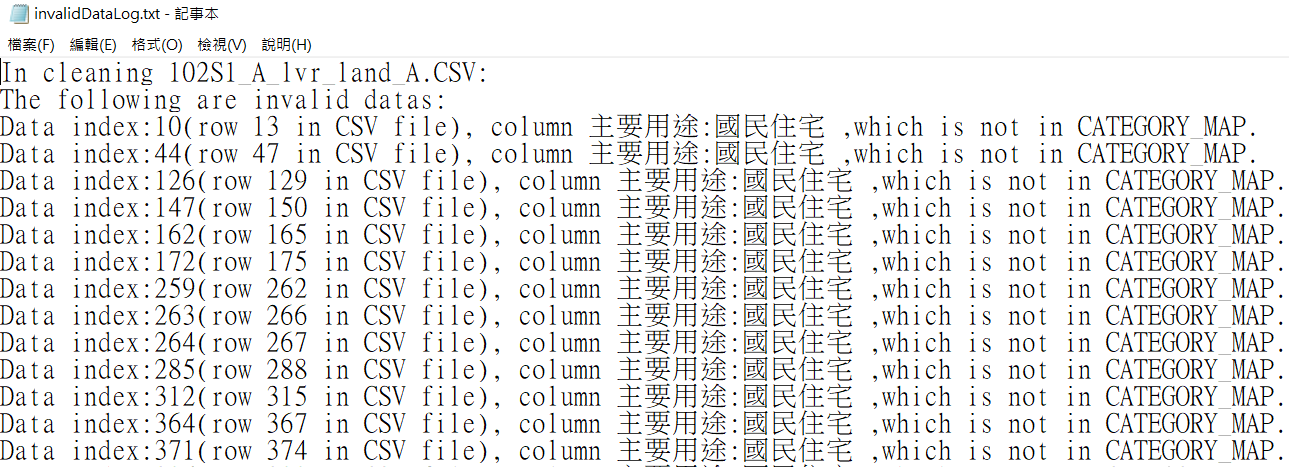 invalidDataLog.txt - 記事本
檔案(F) 編輯(E) 格式(O) 檢視(V) 說明(H)
In cleaning 102S1_A_lvr_land_A.CSV:
The following are invalid datas:
Data index:10(row 13 in CSV file), column 主要用途:國民住宅 ,which is not in CATEGORY_MAP.
Data index:44(row 47 in CSV file), column 主要用途:國民住宅 ,which is not in CATEGORY_MAP.
Data index:126(row 129 in CSV file), column 主要用途:國民住宅 ,which is not in CATEGORY_MAP.
Data index:147(row 150 in CSV file), column 主要用途:國民住宅 ,which is not in CATEGORY_MAP.
Data index:162(row 165 in CSV file), column 主要用途:國民住宅 ,which is not in CATEGORY_MAP.
Data index:172(row 175 in CSV file), column 主要用途:國民住宅 ,which is not in CATEGORY_MAP.
Data index:259(row 262 in CSV file), column 主要用途:國民住宅 ,which is not in CATEGORY_MAP.
Data index:263(row 266 in CSV file), column 主要用途:國民住宅 ,which is not in CATEGORY_MAP.
Data index:264(row 267 in CSV file), column 主要用途:國民住宅 ,which is not in CATEGORY_MAP.
Data index:285(row 288 in CSV file), column 主要用途:國民住宅 ,which is not in CATEGORY_MAP.
Data index:312(row 315 in CSV file), column 主要用途:國民住宅 ,which is not in CATEGORY_MAP.
Data index:364(row 367 in CSV file), column 主要用途:國民住宅 ,which is not in CATEGORY_MAP.
Data index:371(row 374 in CSV file), column 主要用途:國民住宅 ,which is not in CATEGORY_MAP.